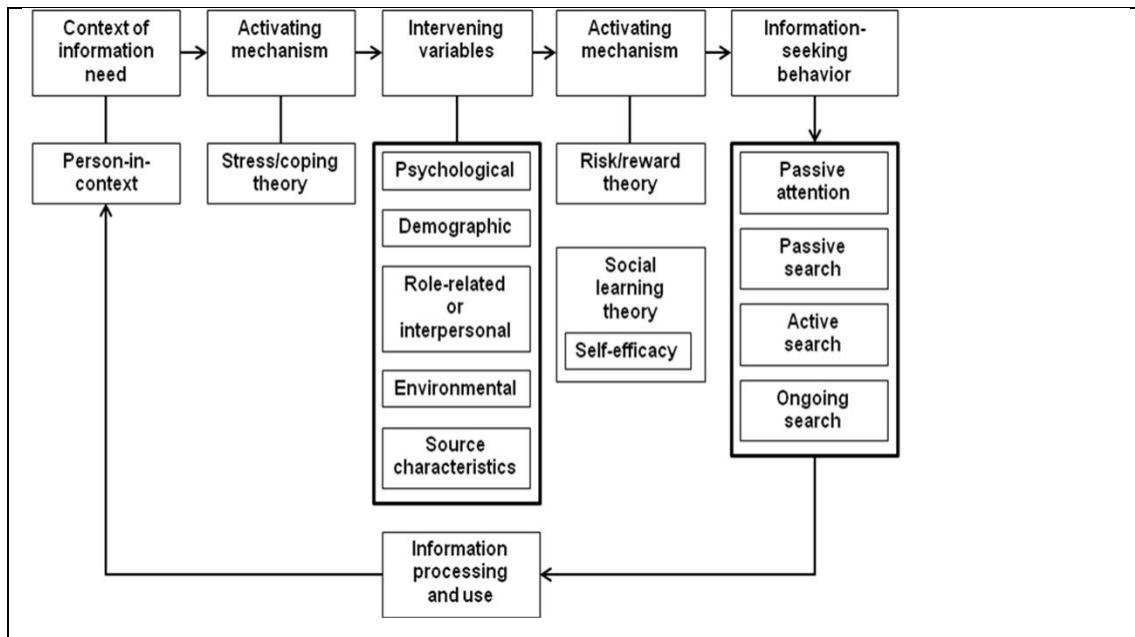 Context of
information
need
Activating
mechanism
Intervening
variables
Activating
mechanism
Information-
seeking
behavior
Person-in-
context
Stress/coping
theory
Psychological
Demographic
Role-related
or
interpersonal
Environmental
Source
characteristics
Risk/reward
theory
Social
learning
theory
Self-efficacy
Passive
attention
Passive
search
Active
search
Ongoing
search
Information
processing
and use